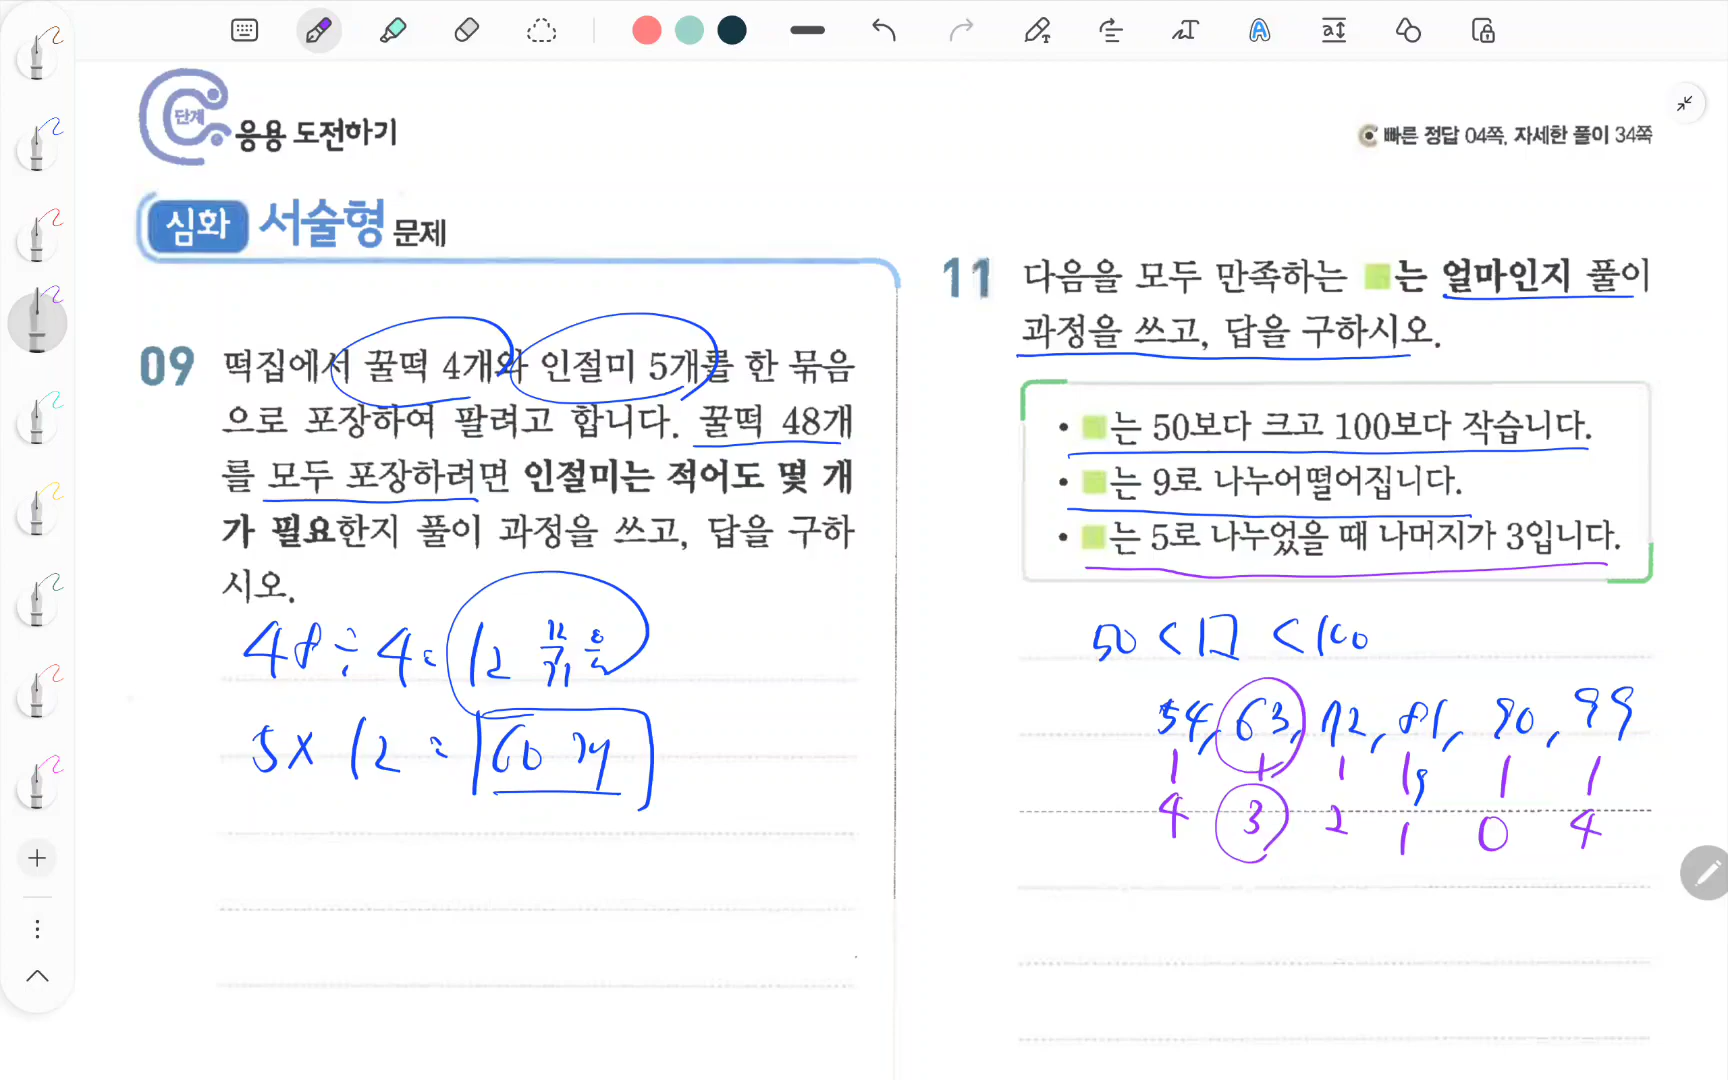 C단계 응용 도전하기
빠른 정답 04쪽, 자세한 풀이 34쪽
심화 서술형 문제
09 떡집에서 꿀떡 4개와 인절미 5개를 한 묶음
으로 포장하여 팔려고 합니다. 꿀떡 48개
를 모두 포장하려면 인절미는 적어도 몇 개
가 필요한지 풀이 과정을 쓰고, 답을 구하
시오.
48÷4=12
5×12=60개
11 다음을 모두 만족하는 ■는 얼마인지 풀이
과정을 쓰고, 답을 구하시오.
• ■는 50보다 크고 100보다 작습니다.
• ■는 9로 나누어떨어집니다.
• ■는 5로 나누었을 때 나머지가 3입니다.
50<□<100
54, 63, 72, 81, 90, 99
4 3 2 1 0 4